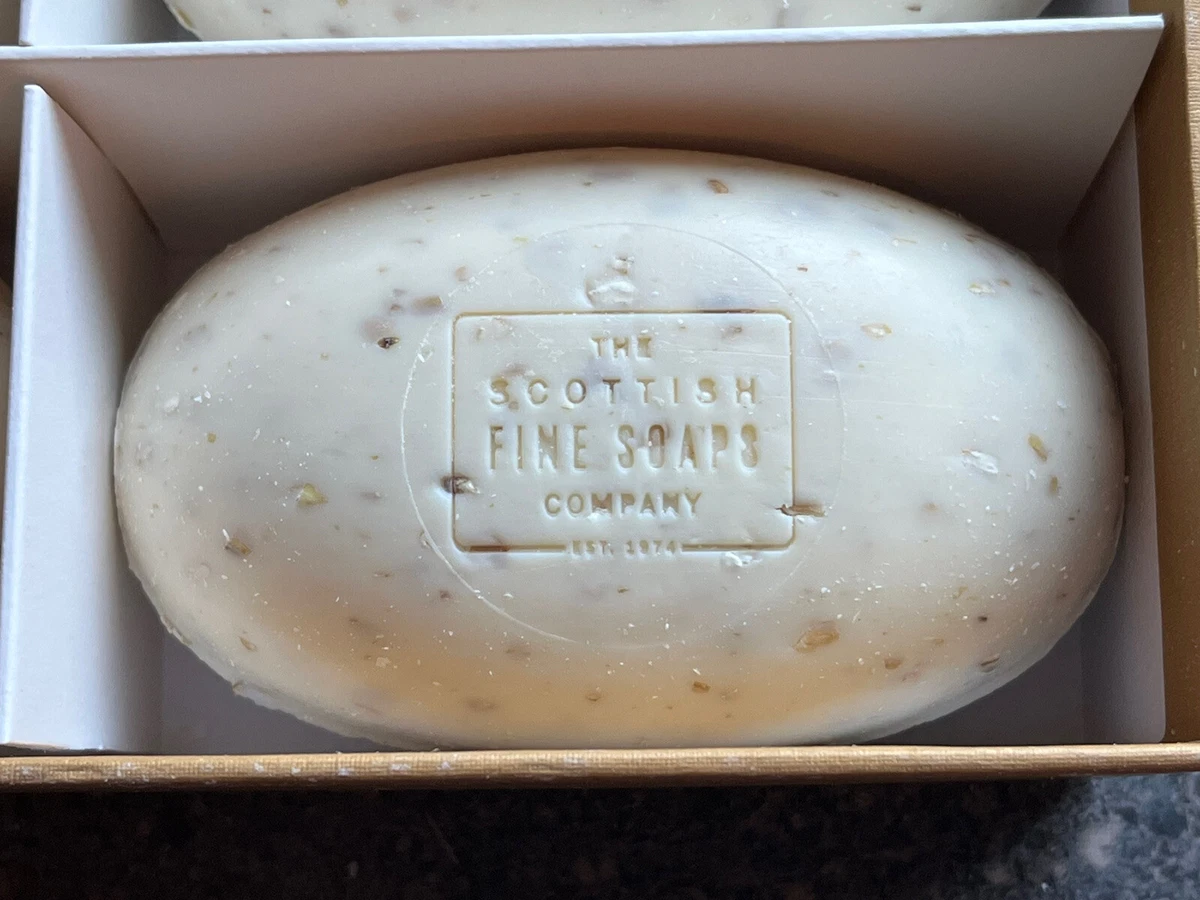 THE
SCOTTISH
FINE SOAPS
COMPANY
EST. 1974